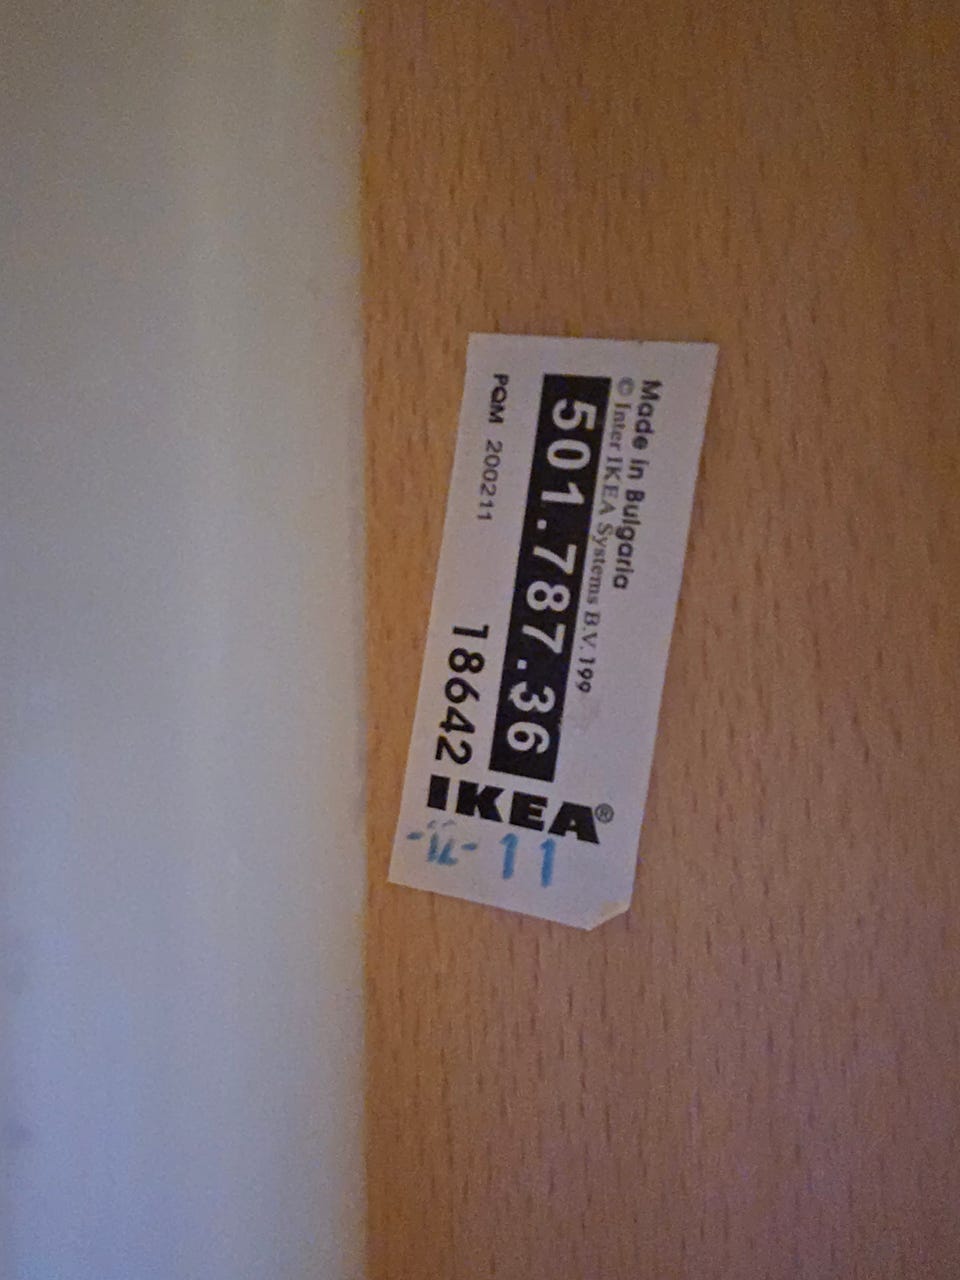 Made in Bulgaria
© Inter IKEA Systems B.V. 199
501.787.36
PQM 200211
18642
IKEA®
11